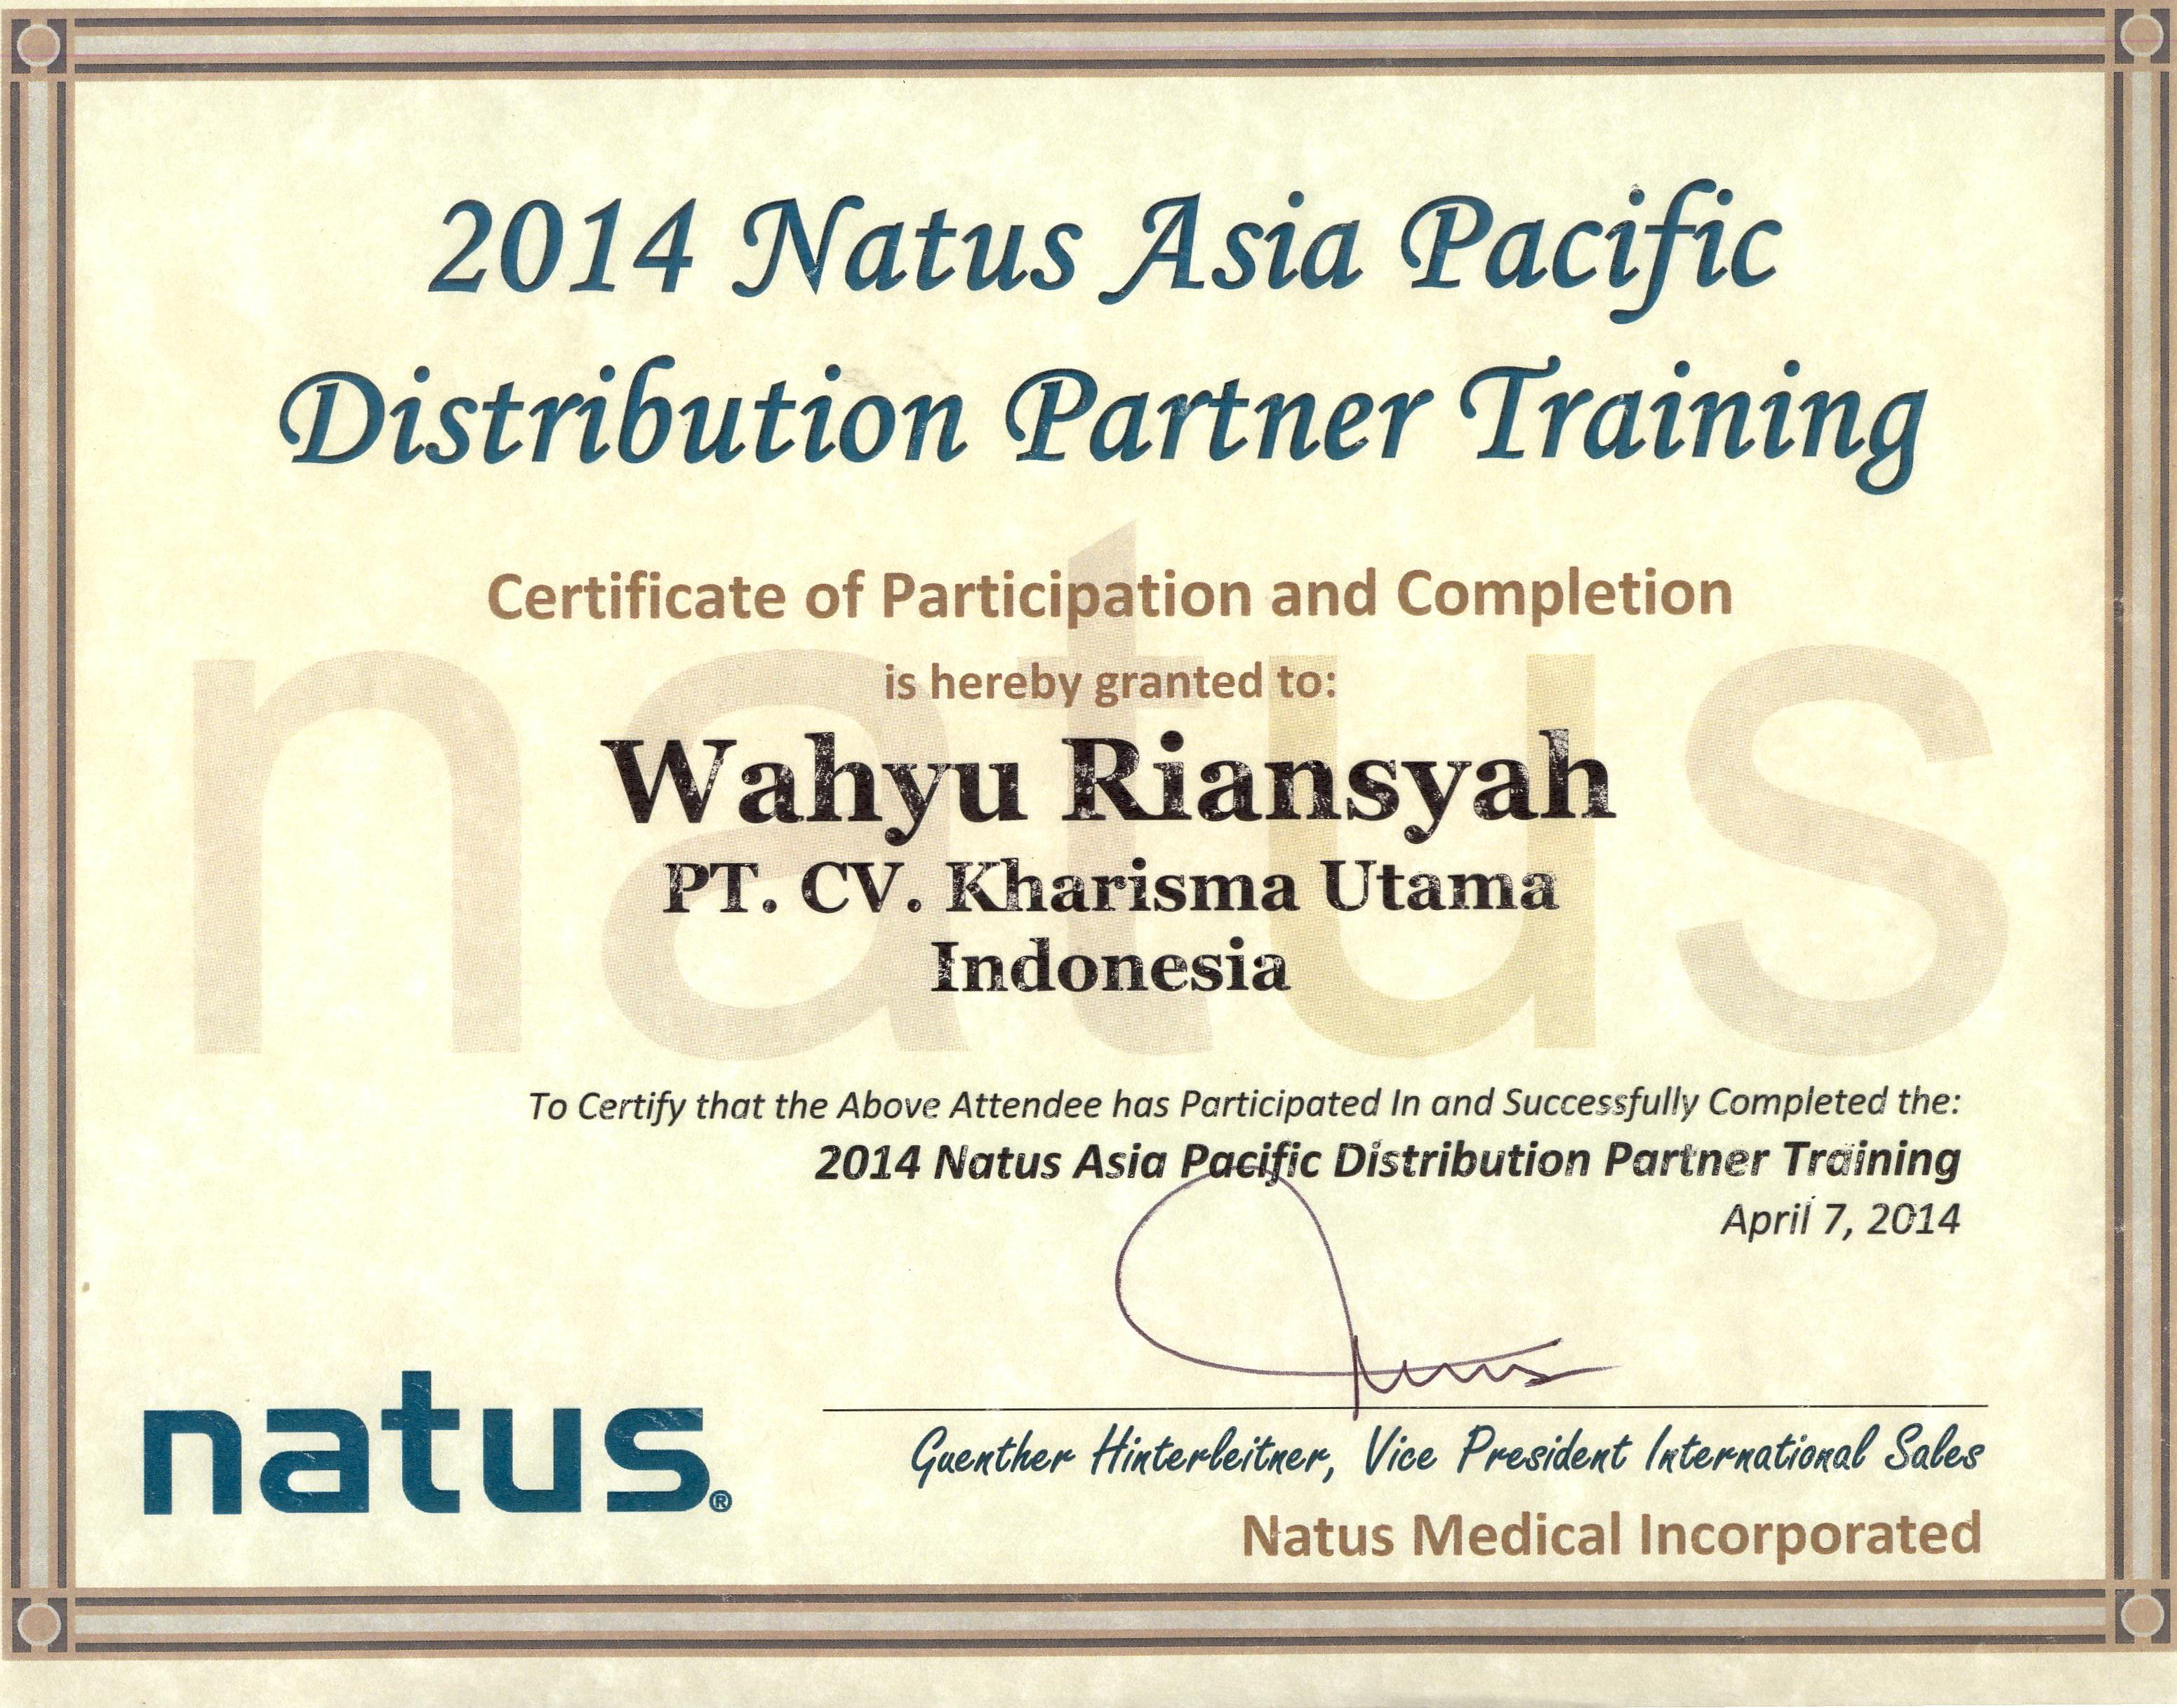 2014 Natus Asia Pacific
Distribution Partner Training
Certificate of Participation and Completion
is hereby granted to:
natus
Wahyu Riansyah
PT. CV. Kharisma Utama
Indonesia
To Certify that the Above Attendee has Participated In and Successfully Completed the:
2014 Natus Asia Pacific Distribution Partner Training
April 7, 2014
natus.®
Guenther Hinterleitner, Vice President International Sales
Natus Medical Incorporated